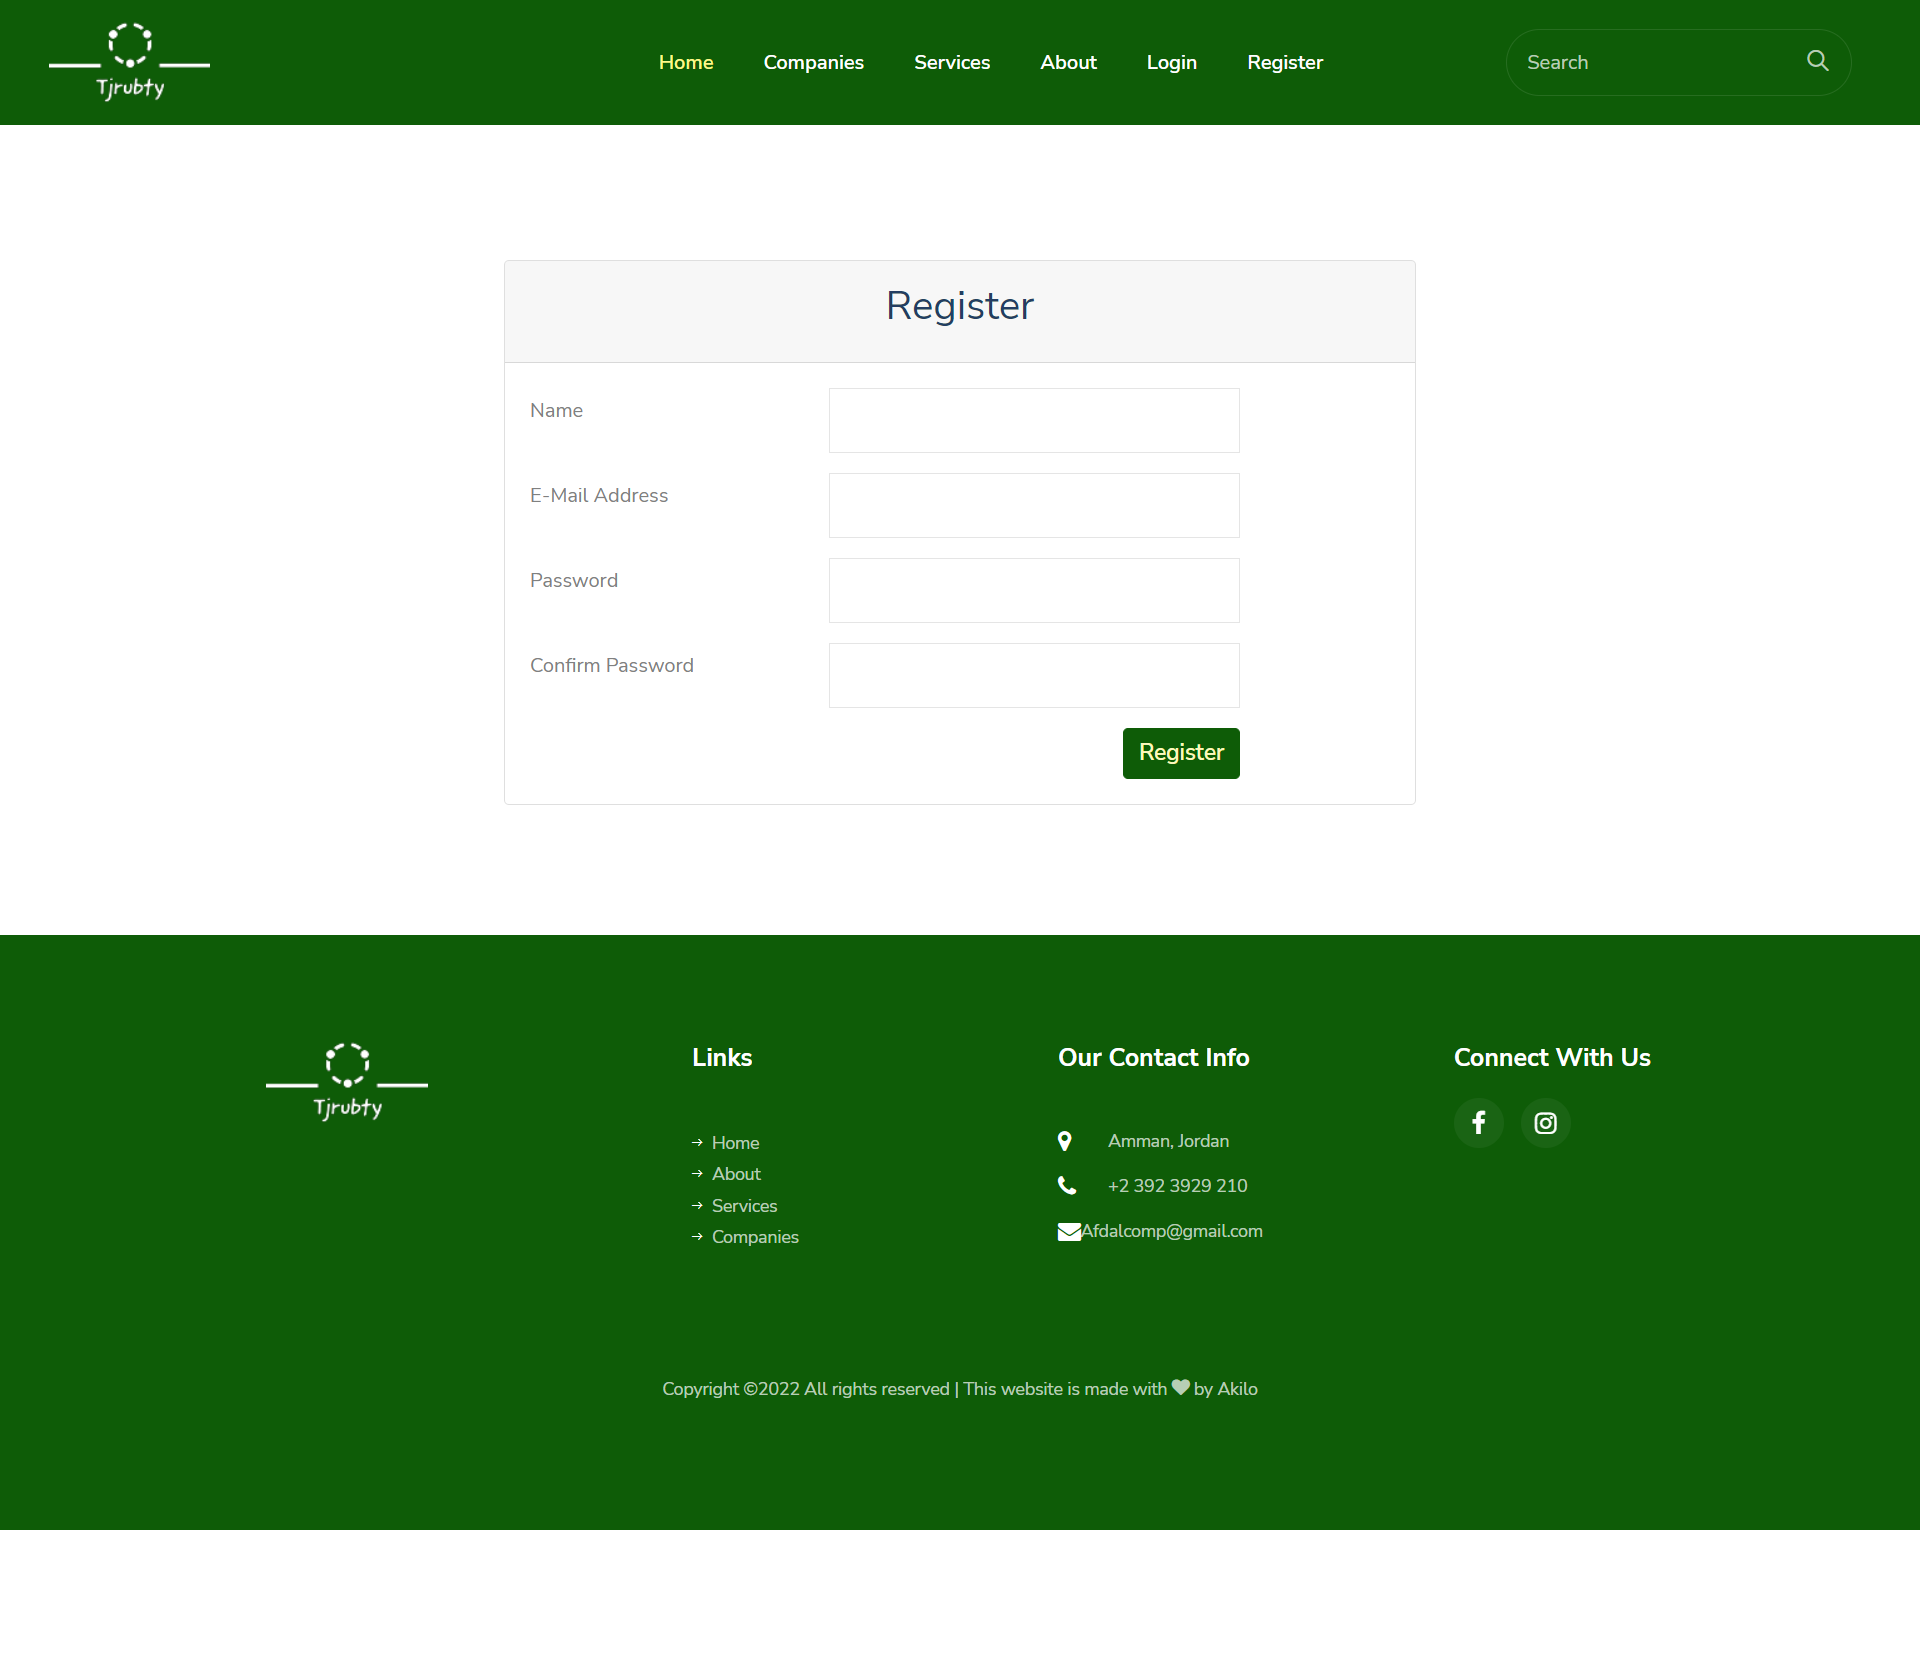 Tjrubty
Home Companies Services About Login Register Search
Register
Name
E-Mail Address
Password
Confirm Password
Register
Tjrubty
Links
Home
About
Services
Companies
Our Contact Info
Amman, Jordan
+2 392 3929 210
Afdalcomp@gmail.com
Connect With Us
Copyright ©2022 All rights reserved | This website is made with ♥ by Akilo